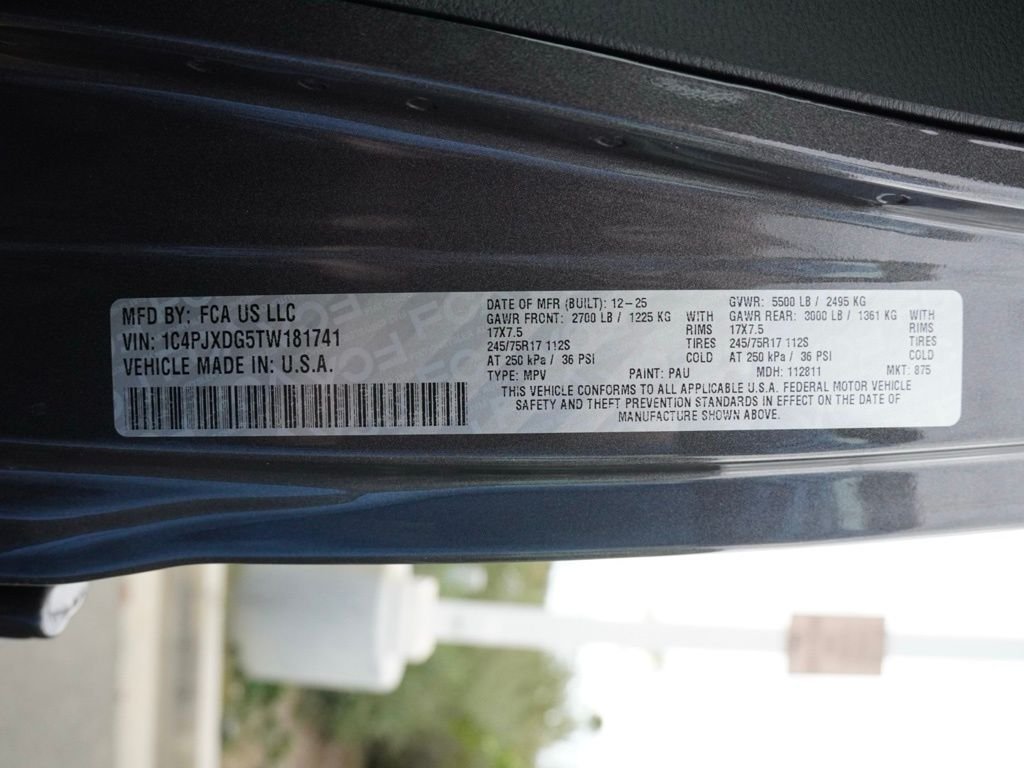 MFD BY: FCA US LLC
VIN: 1C4PJXDG5TW181741
VEHICLE MADE IN: U.S.A.
DATE OF MFR (BUILT): 12-25
GVWR: 5500 LB / 2495 KG
GAWR FRONT: 2700 LB / 1225 KG WITH
GAWR REAR: 3000 LB / 1361 KG WITH
17X7.5 RIMS
17X7.5 RIMS
245/75R17 112S TIRES
245/75R17 112S TIRES
AT 250 kPa / 36 PSI COLD
AT 250 kPa / 36 PSI COLD
TYPE: MPV PAINT: PAU MDH: 112811 MKT: 875
THIS VEHICLE CONFORMS TO ALL APPLICABLE U.S.A. FEDERAL MOTOR VEHICLE
SAFETY AND THEFT PREVENTION STANDARDS IN EFFECT ON THE DATE OF
MANUFACTURE SHOWN ABOVE.